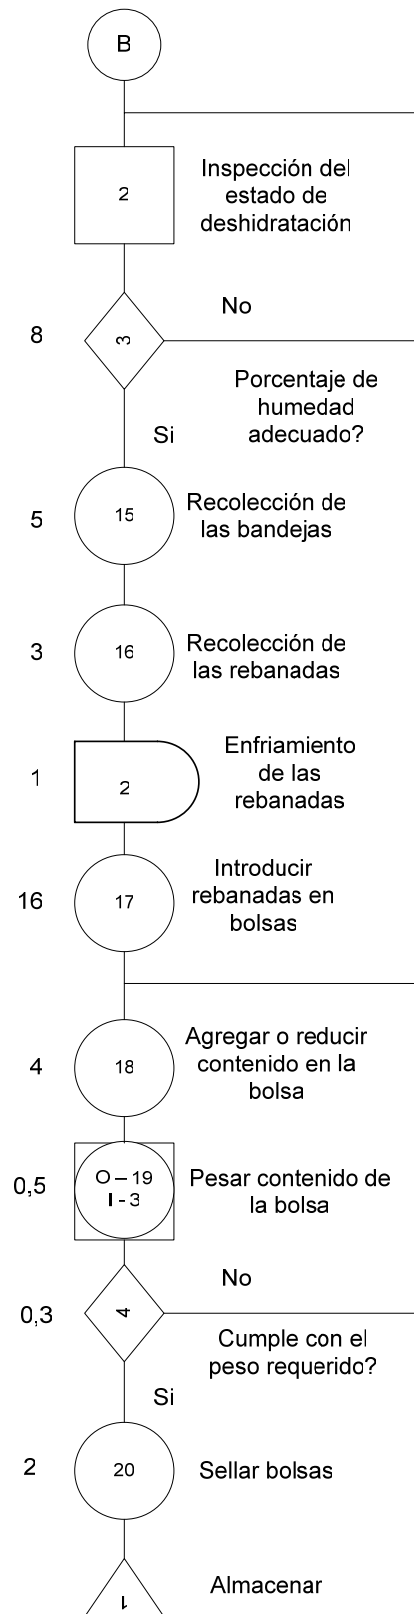 B
Inspección del
estado de
deshidratación
2
No
8
3
Porcentaje de
humedad
adecuado?
Si
5
15
Recolección de
las bandejas
3
16
Recolección de
las rebanadas
1
2
Enfriamiento
de las
rebanadas
16
17
Introducir
rebanadas en
bolsas
4
18
Agregar o reducir
contenido en la
bolsa
0,5
O – 19
I - 3
Pesar contenido de
la bolsa
No
0,3
4
Cumple con el
peso requerido?
Si
2
20
Sellar bolsas
1
Almacenar